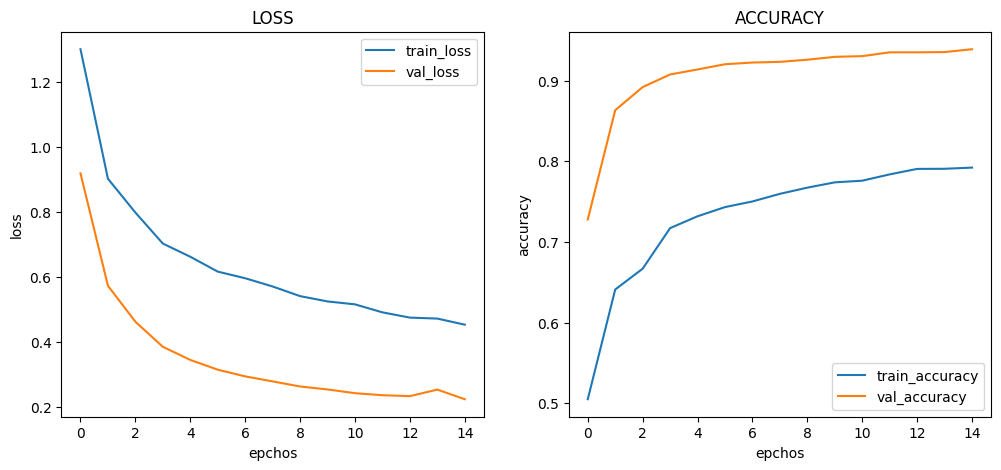 LOSS
train_loss
val_loss
1.2
1.0
0.8
0.6
0.4
0.2
loss
0 2 4 6 8 10 12 14
epchos
ACCURACY
0.9
0.8
0.7
0.6
0.5
accuracy
train_accuracy
val_accuracy
0 2 4 6 8 10 12 14
epchos